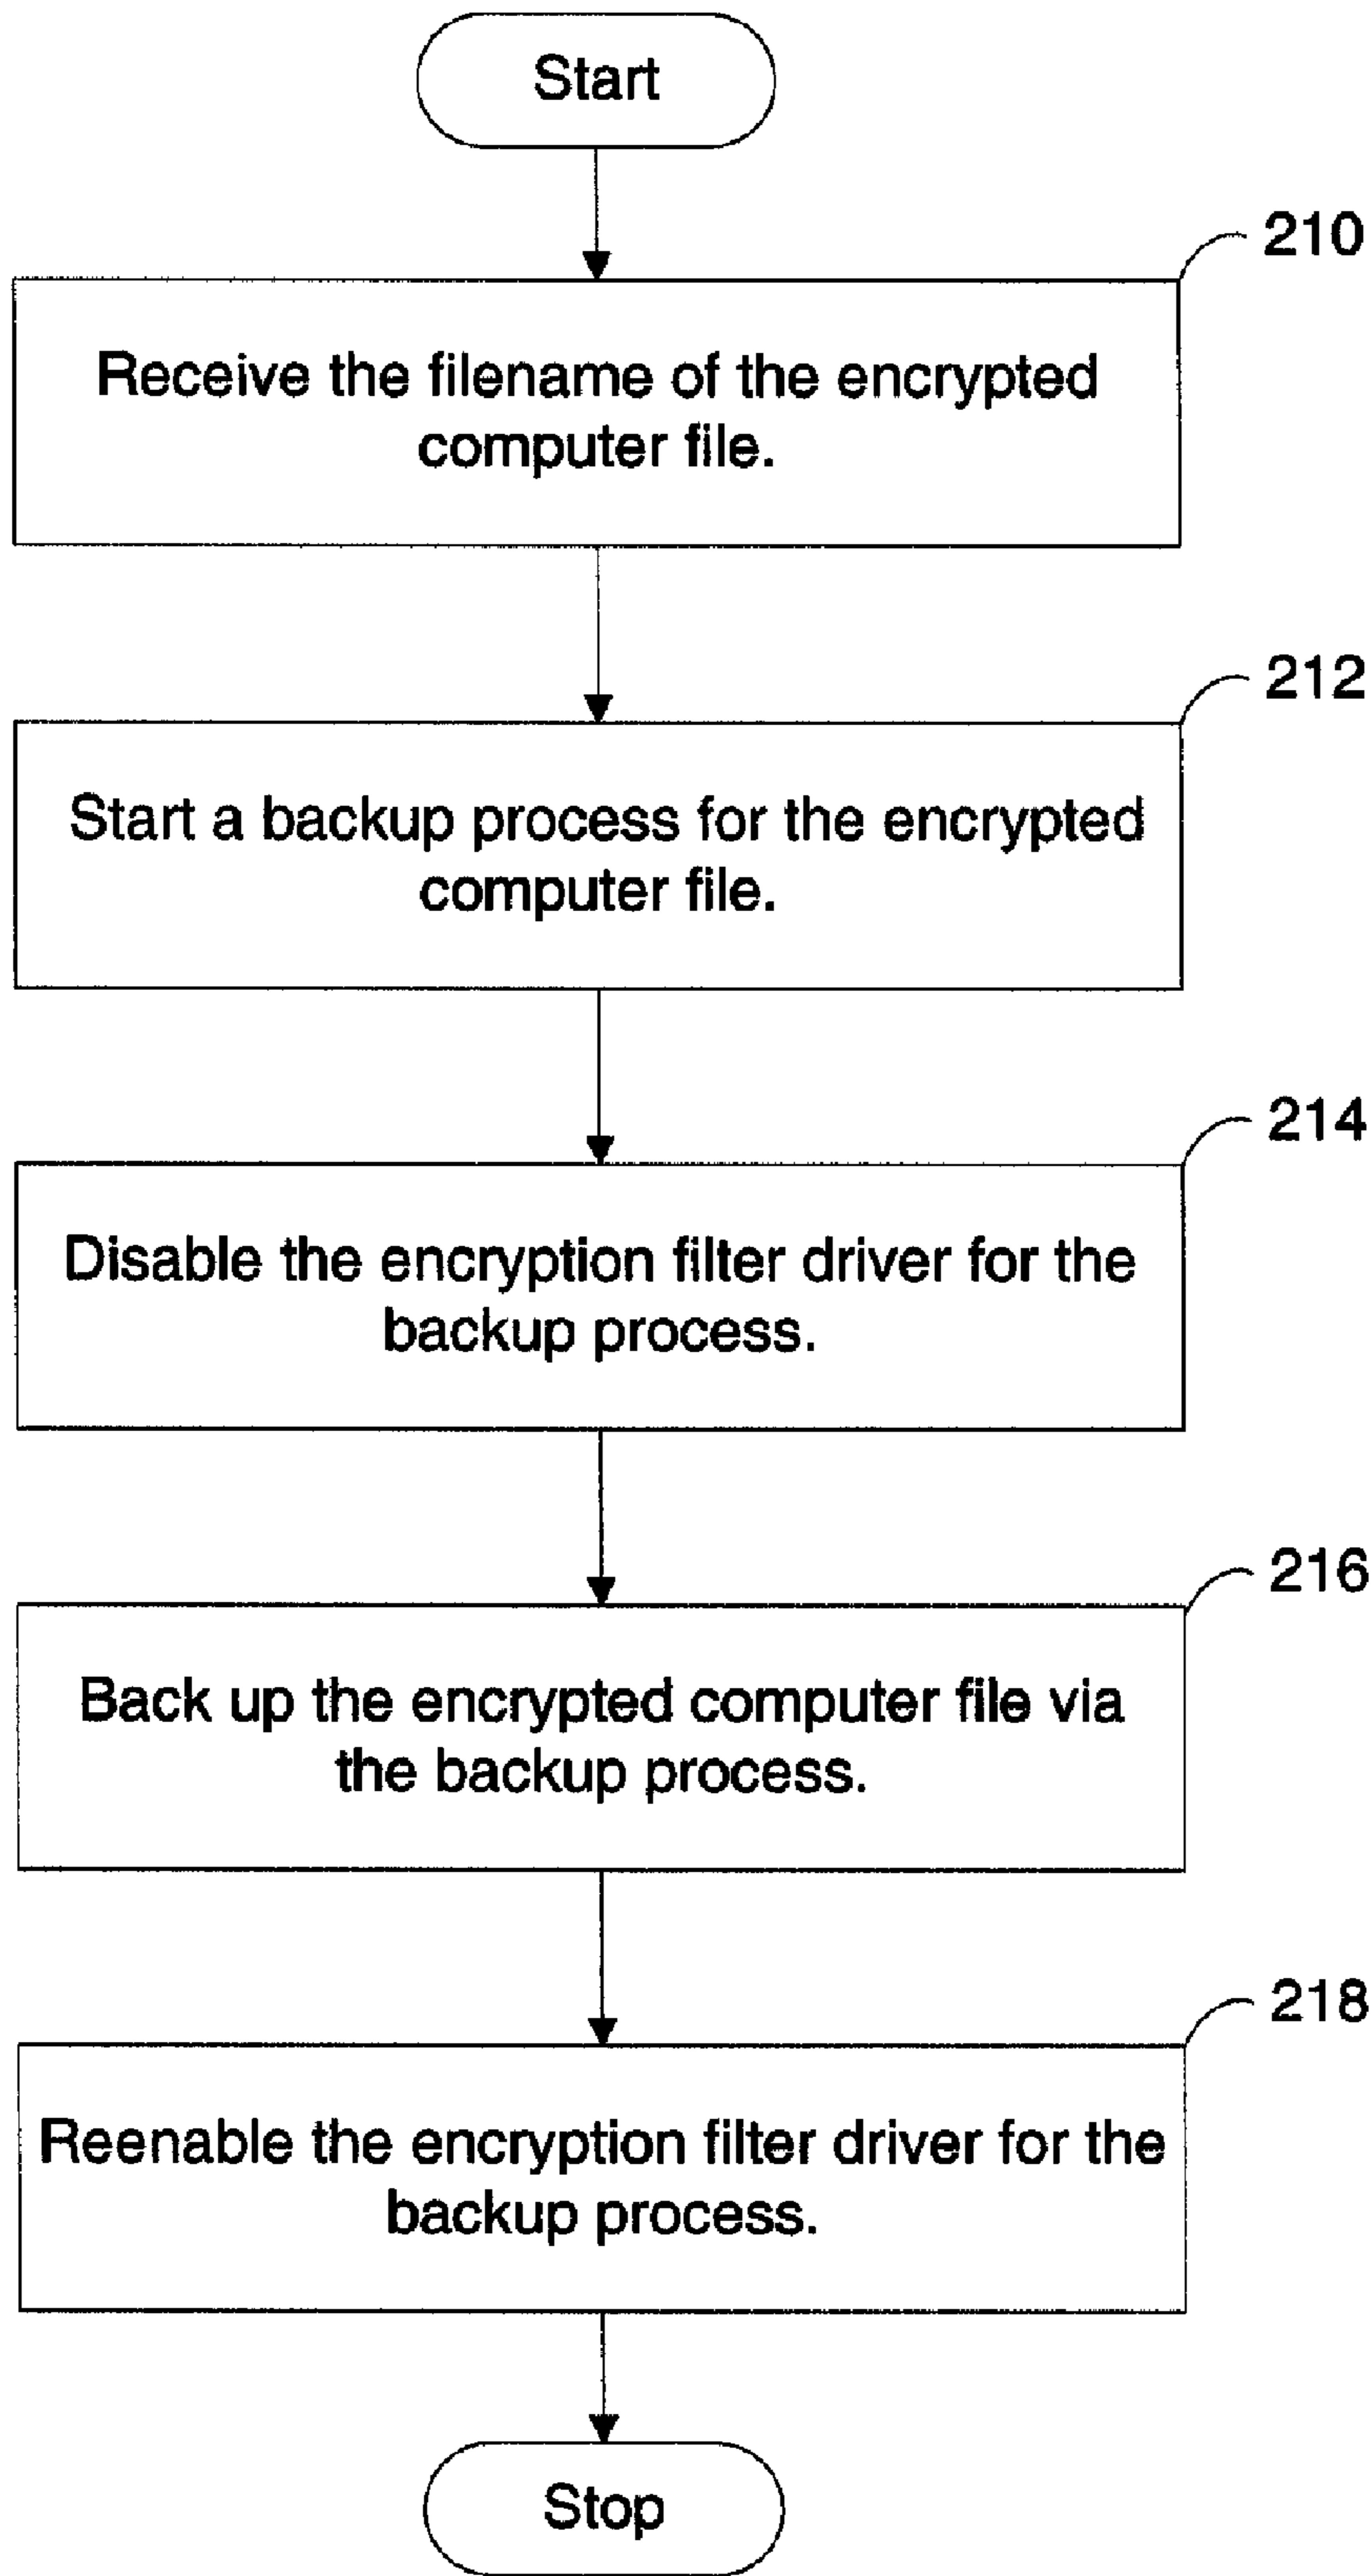 Start
210
Receive the filename of the encrypted
computer file.
212
Start a backup process for the encrypted
computer file.
214
Disable the encryption filter driver for the
backup process.
216
Back up the encrypted computer file via
the backup process.
218
Reenable the encryption filter driver for the
backup process.
Stop